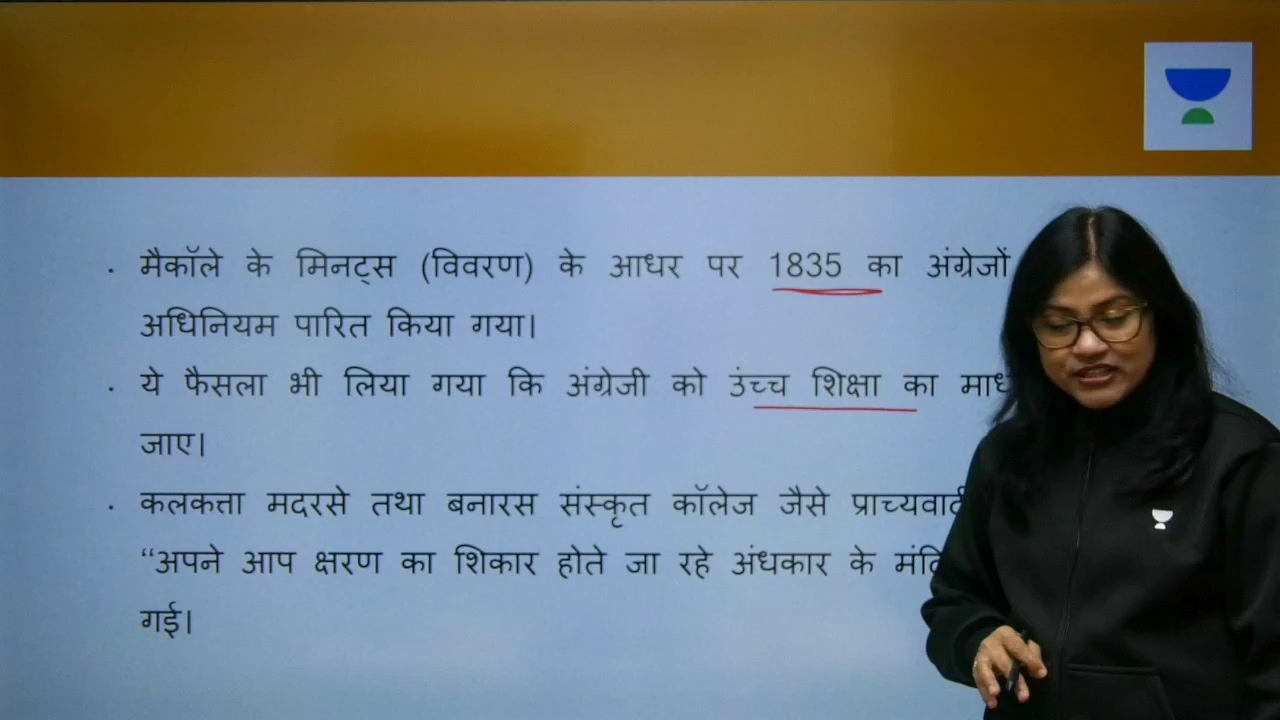 मैकॉले के मिनट्स (विवरण) के आधर पर 1835 का अंग्रेजों
अधिनियम पारित किया गया।
ये फैसला भी लिया गया कि अंग्रेजी को उंच्च शिक्षा का
जाए।
कलकत्ता मदरसे तथा बनारस संस्कृत कॉलेज जैसे
“अपने आप क्षरण का शिकार होते जा रहे अंधकार के
गई।